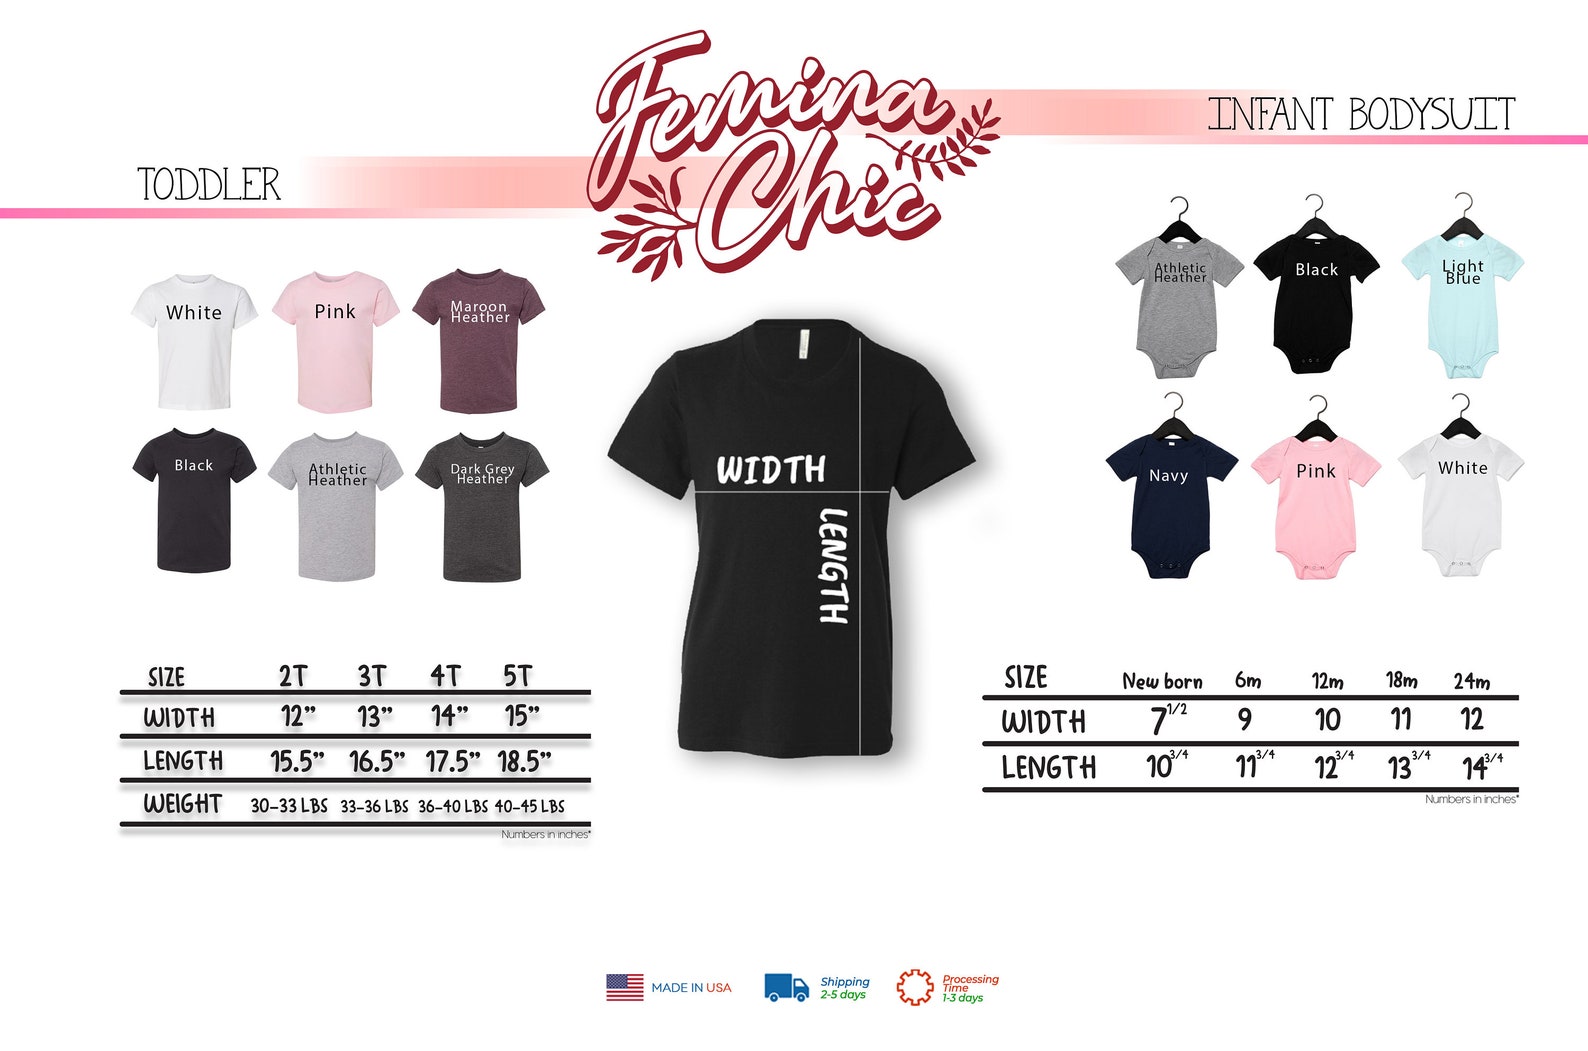 Femina
Chic
TODDLER
White
Pink
Maroon
Heather
Black
Athletic
Heather
Dark Grey
Heather
SIZE 2T 3T 4T 5T
WIDTH 12” 13” 14” 15”
LENGTH 15.5” 16.5” 17.5” 18.5”
WEIGHT 30-33 LBS 33-36 LBS 36-40 LBS 40-45 LBS
Numbers in inches*
WIDTH
LENGTH
INFANT BODYSUIT
Athletic
Heather
Black
Light
Blue
Navy
Pink
White
SIZE New born 6m 12m 18m 24m
WIDTH 7 1/2 9 10 11 12
LENGTH 10 3/4 11 3/4 12 3/4 13 3/4 14 3/4
Numbers in inches*
MADE IN USA
Shipping
2-5 days
Processing
Time
1-3 days